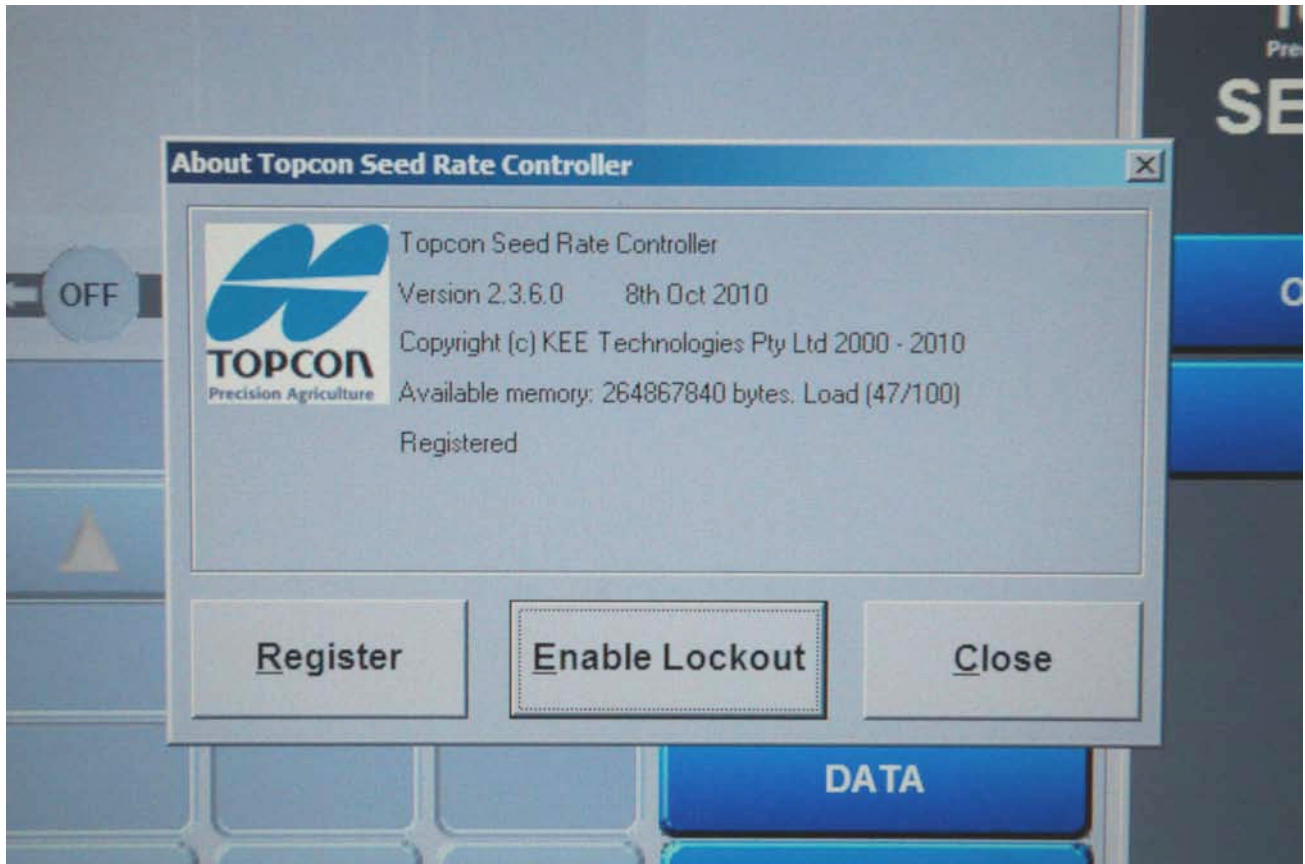 Pre
SE
About Topcon Seed Rate Controller
Topcon Seed Rate Controller
Version 2.3.6.0 8th Oct 2010
OFF
TOPCON
Precision Agriculture
Copyright (c) KEE Technologies Pty Ltd 2000 - 2010
Available memory: 264867840 bytes. Load (47/100)
Registered
Register
Enable Lockout
Close
DATA